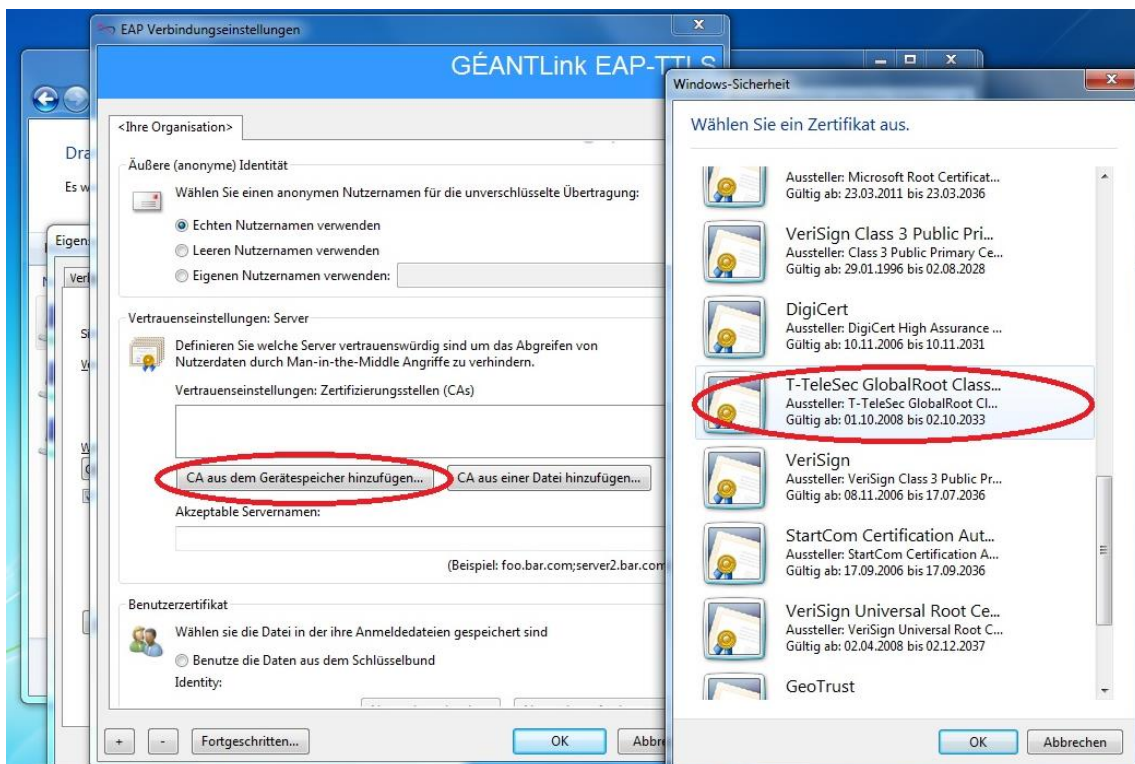 EAP Verbindungseinstellungen
GÉANTLink EAP-TTLS
<Ihre Organisation>
Äußere (anonyme) Identität
Wählen Sie einen anonymen Nutzernamen für die unverschlüsselte Übertragung:
Echten Nutzernamen verwenden
Leeren Nutzernamen verwenden
Eigenen Nutzernamen verwenden:
Vertrauenseinstellungen: Server
Definieren Sie welche Server vertrauenswürdig sind um das Abgreifen von
Nutzerdaten durch Man-in-the-Middle Angriffe zu verhindern.
Vertrauenseinstellungen: Zertifizierungsstellen (CAs)
CA aus dem Gerätespeicher hinzufügen... CA aus einer Datei hinzufügen...
Akzeptable Servernamen:
(Beispiel: foo.bar.com;server2.bar.com
Benutzerzertifikat
Wählen sie die Datei in der ihre Anmeldedateien gespeichert sind
Benutze die Daten aus dem Schlüsselbund
Identity:
+ - Fortgeschritten... OK Abbre
Dra
Es w
Eigen
Verl
Windows-Sicherheit
Wählen Sie ein Zertifikat aus.
Aussteller: Microsoft Root Certificat...
Gültig ab: 23.03.2011 bis 23.03.2036
VeriSign Class 3 Public Pri...
Aussteller: Class 3 Public Primary Ce...
Gültig ab: 29.01.1996 bis 02.08.2028
DigiCert
Aussteller: DigiCert High Assurance ...
Gültig ab: 10.11.2006 bis 10.11.2031
T-TeleSec GlobalRoot Class...
Aussteller: T-TeleSec GlobalRoot Cl...
Gültig ab: 01.10.2008 bis 02.10.2033
VeriSign
Aussteller: VeriSign Class 3 Public Pr...
Gültig ab: 08.11.2006 bis 17.07.2036
StartCom Certification Aut...
Aussteller: StartCom Certification A...
Gültig ab: 17.09.2006 bis 17.09.2036
VeriSign Universal Root Ce...
Aussteller: VeriSign Universal Root C...
Gültig ab: 02.04.2008 bis 02.12.2037
GeoTrust
OK Abbrechen